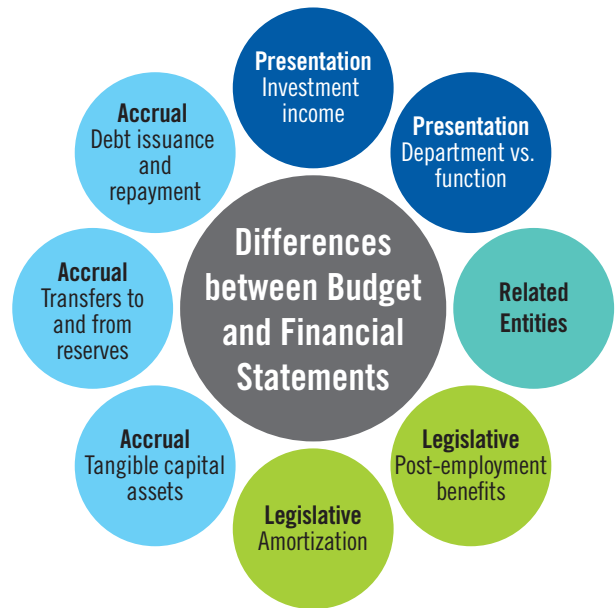 Presentation
Investment
income
Presentation
Department vs.
function
Related
Entities
Legislative
Post-employment
benefits
Legislative
Amortization
Accrual
Tangible capital
assets
Accrual
Transfers to
and from
reserves
Accrual
Debt issuance
and
repayment
Differences
between Budget
and Financial
Statements